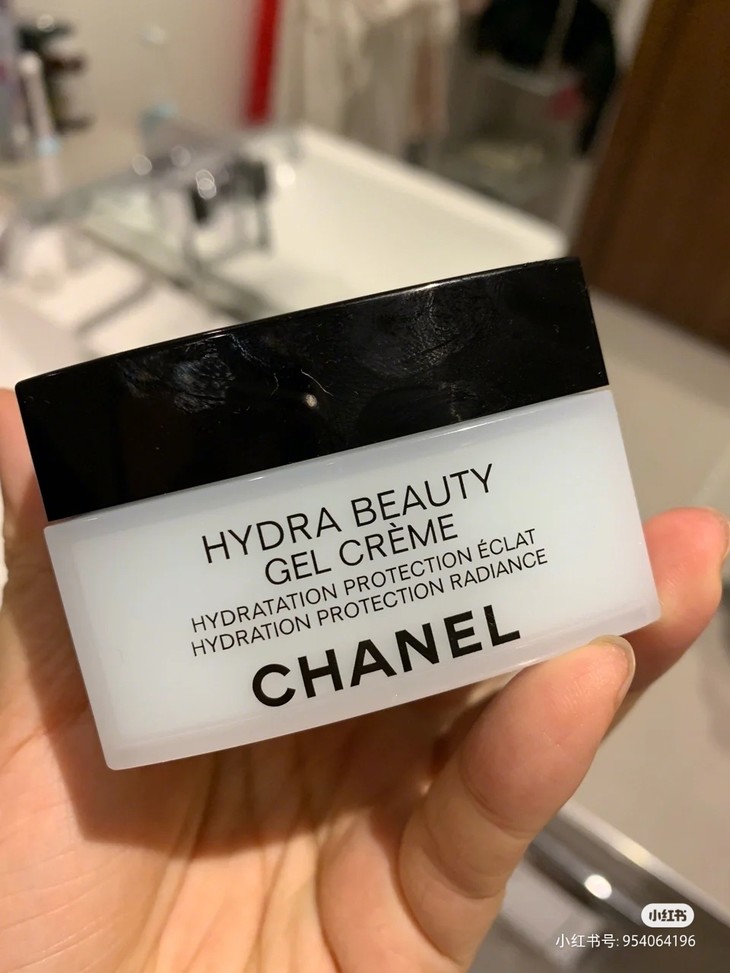 HYDRA BEAUTY
GEL CRÈME
HYDRATATION PROTECTION ÉCLAT
HYDRATION PROTECTION RADIANCE
CHANEL
小红书
小红书号: 954064196